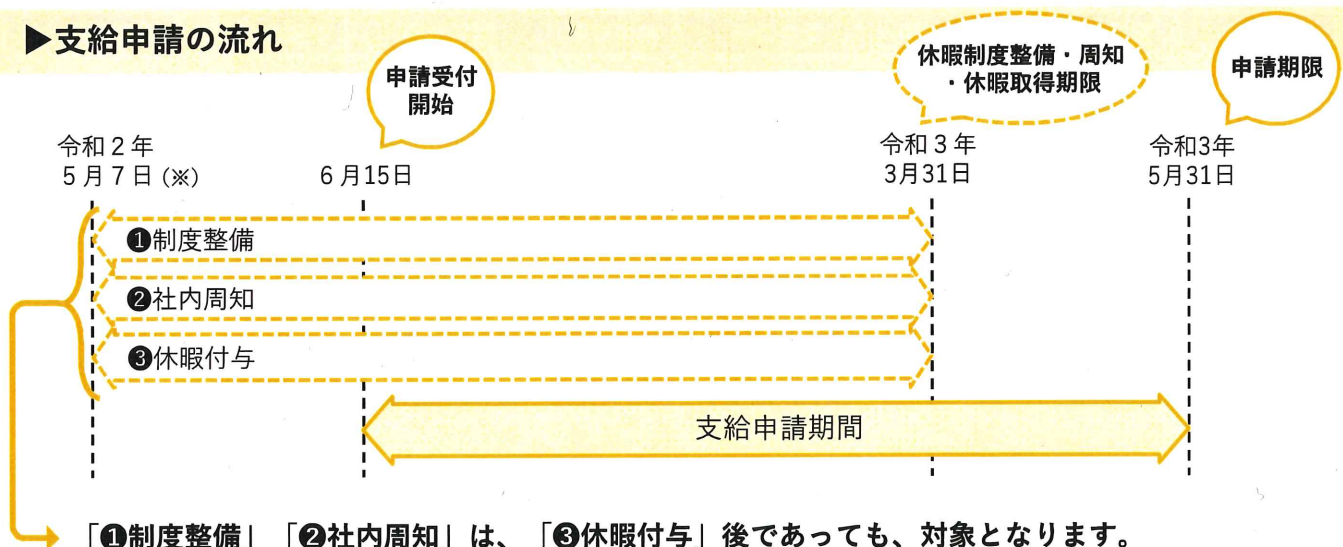 ▶支給申請の流れ
申請受付
開始
休暇制度整備・周知
・休暇取得期限
申請期限
令和２年
５月７日（※）
６月15日
令和３年
3月31日
令和3年
5月31日
❶制度整備
❷社内周知
❸休暇付与
支給申請期間
「❶制度整備」「❷社内周知」は、「❸休暇付与」後であっても、対象となります。